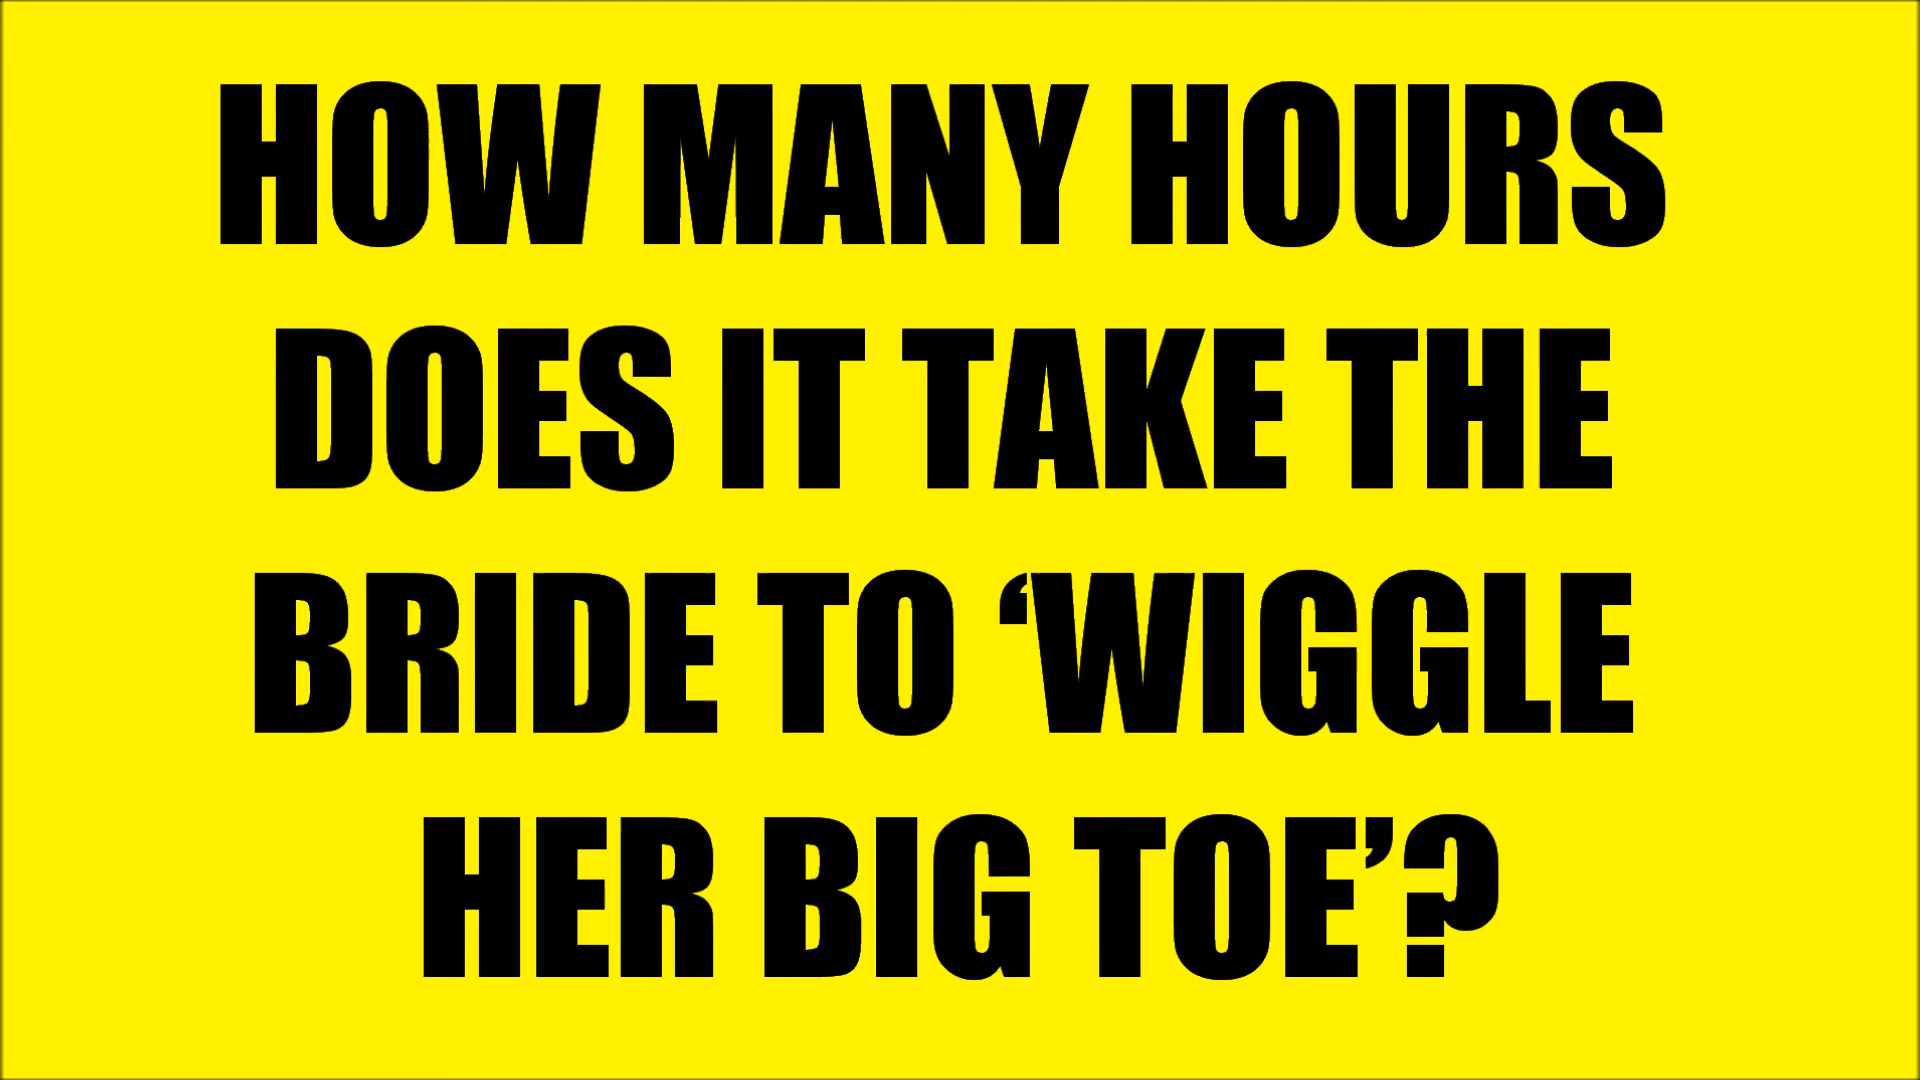 HOW MANY HOURS
DOES IT TAKE THE
BRIDE TO ‘WIGGLE
HER BIG TOE’?